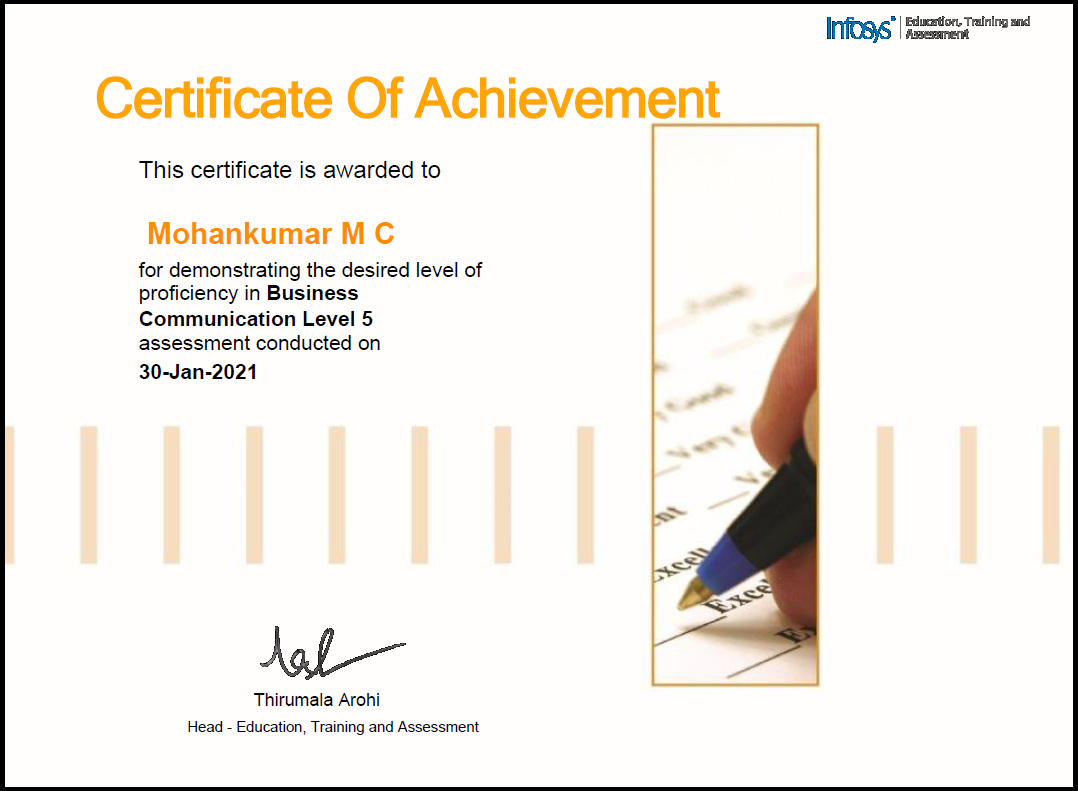 Infosys | Education, Training and
Assessment
Certificate Of Achievement
This certificate is awarded to
Mohankumar M C
for demonstrating the desired level of
proficiency in Business
Communication Level 5
assessment conducted on
30-Jan-2021
Very
Thirumala Arohi
Head - Education, Training and Assessment